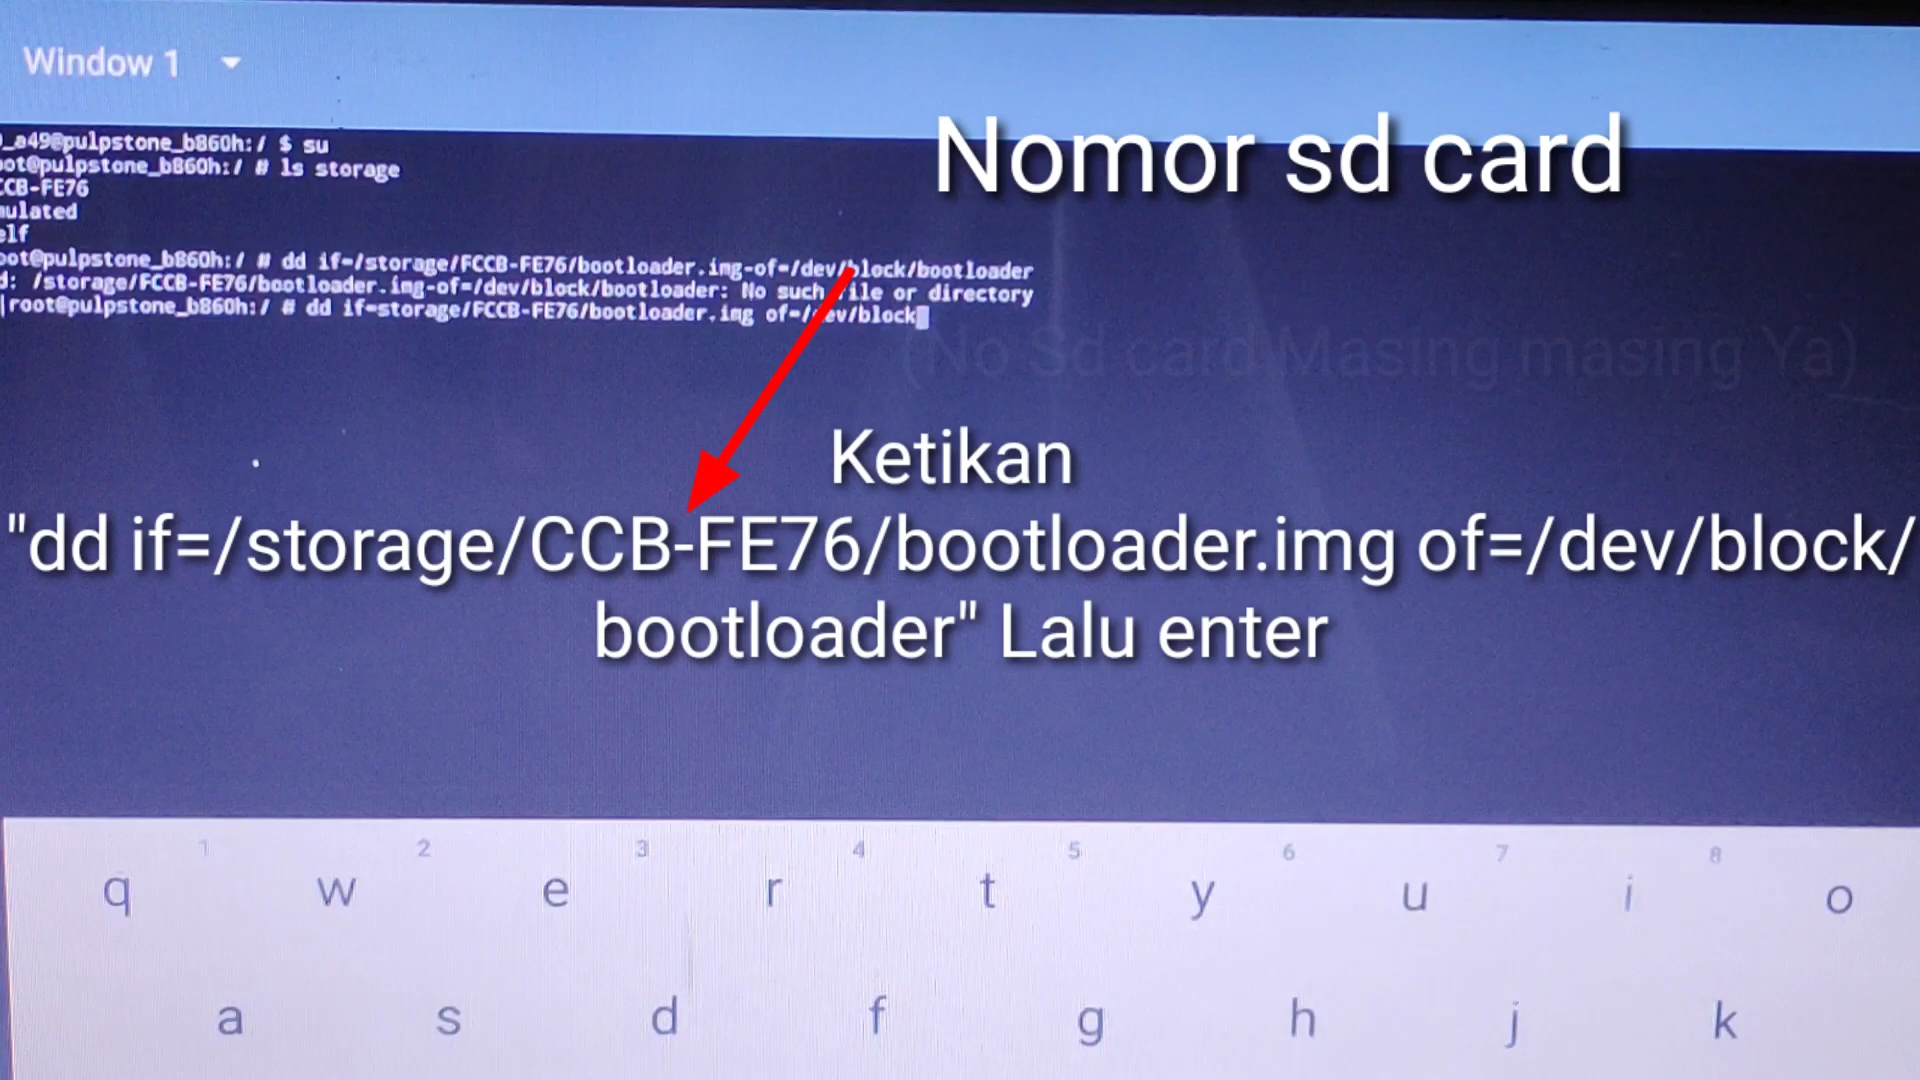 Window 1
_a49@pulpstone_b860h:/ $ su
oot@pulpstone_b860h:/ # ls storage
CCB-FE76
mulated
elf
oot@pulpstone_b860h:/ # dd if=/storage/FCCB-FE76/bootloader.img-of=/dev/block/bootloader
d: /storage/FCCB-FE76/bootloader.img-of=/dev/block/bootloader: No such file or directory
|root@pulpstone_b860h:/ # dd if=storage/FCCB-FE76/bootloader.img of=/dev/block
Nomor sd card
(No Sd card Masing masing Ya)
Ketikan
"dd if=/storage/CCB-FE76/bootloader.img of=/dev/block/
bootloader" Lalu enter
1 2 3 4 5 6 7 8
q w e r t y u i o
a s d f g h j k